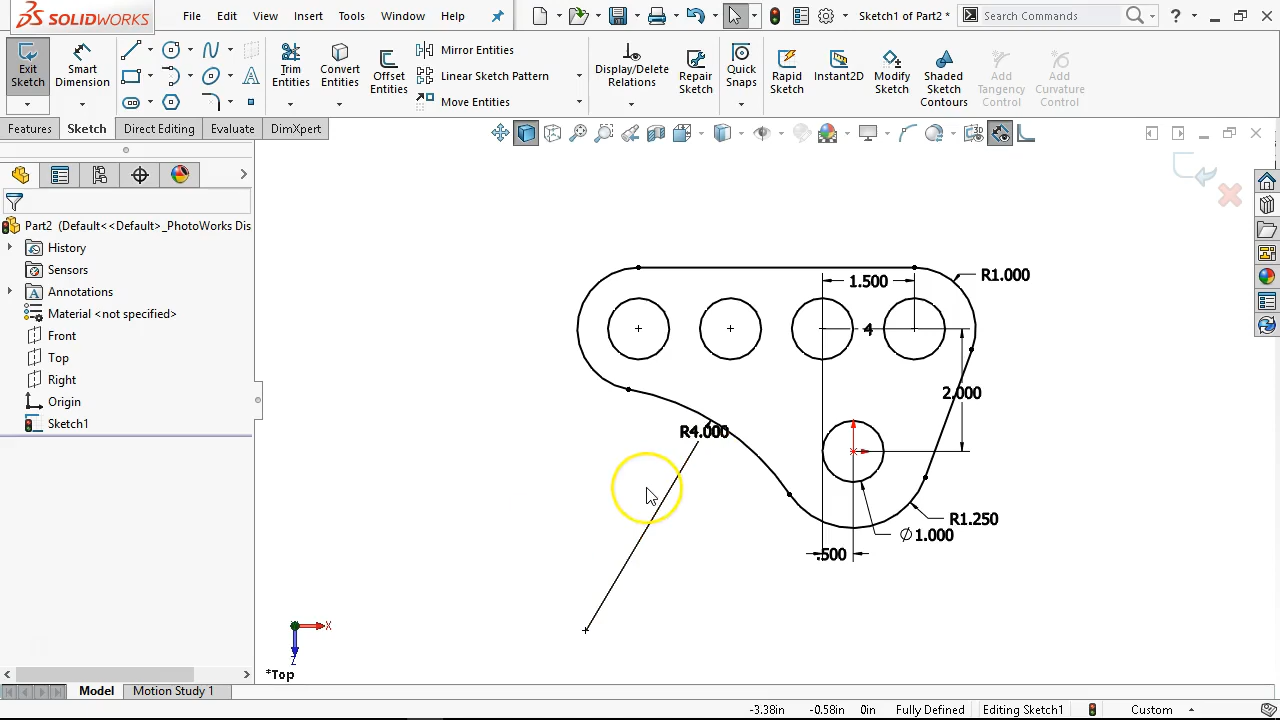 SOLIDWORKS
File
Edit
View
Insert
Tools
Window
Help
Sketch1 of Part2 *
Search Commands
?
Exit
Sketch
Smart
Dimension
Trim
Entities
Convert
Entities
Offset
Entities
Mirror Entities
Linear Sketch Pattern
Move Entities
Display/Delete
Relations
Repair
Sketch
Quick
Snaps
Rapid
Sketch
Instant2D
Modify
Sketch
Shaded
Sketch
Contours
Add
Tangency
Control
Add
Curvature
Control
Features
Sketch
Direct Editing
Evaluate
DimXpert
Part2 (Default<<Default>_PhotoWorks Dis
History
Sensors
Annotations
Material <not specified>
Front
Top
Right
Origin
Sketch1
1.500
R1.000
4
2.000
R4.000
R1.250
∅1.000
.500
X
Z
*Top
Model
Motion Study 1
-3.38in
-0.58in
0in
Fully Defined
Editing Sketch1
Custom